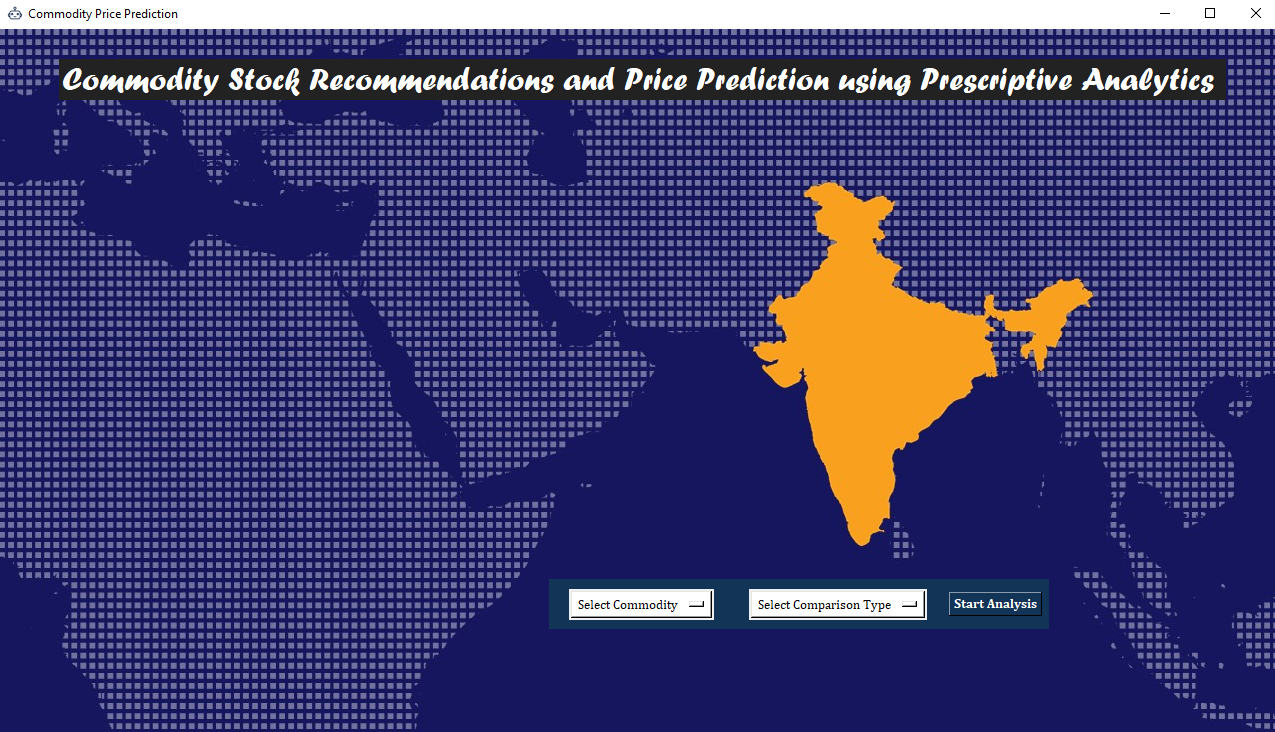 Commodity Price Prediction
Commodity Stock Recommendations and Price Prediction using Prescriptive Analytics
Select Commodity
Select Comparison Type
Start Analysis